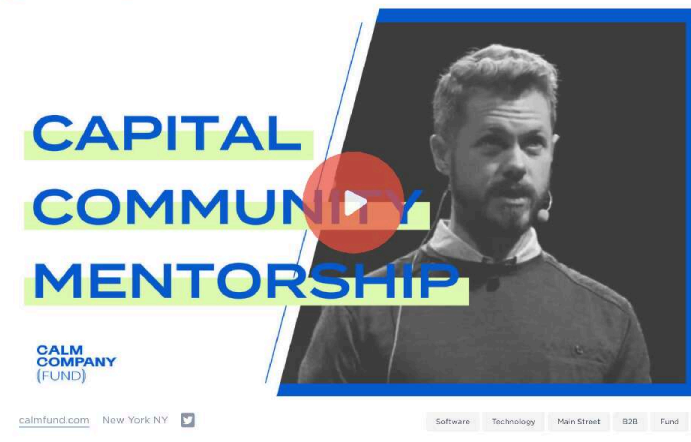 CAPITAL
COMMUNITY
MENTORSHIP
CALM
COMPANY
(FUND)
calmfund.com New York NY
Software Technology Main Street B2B Fund